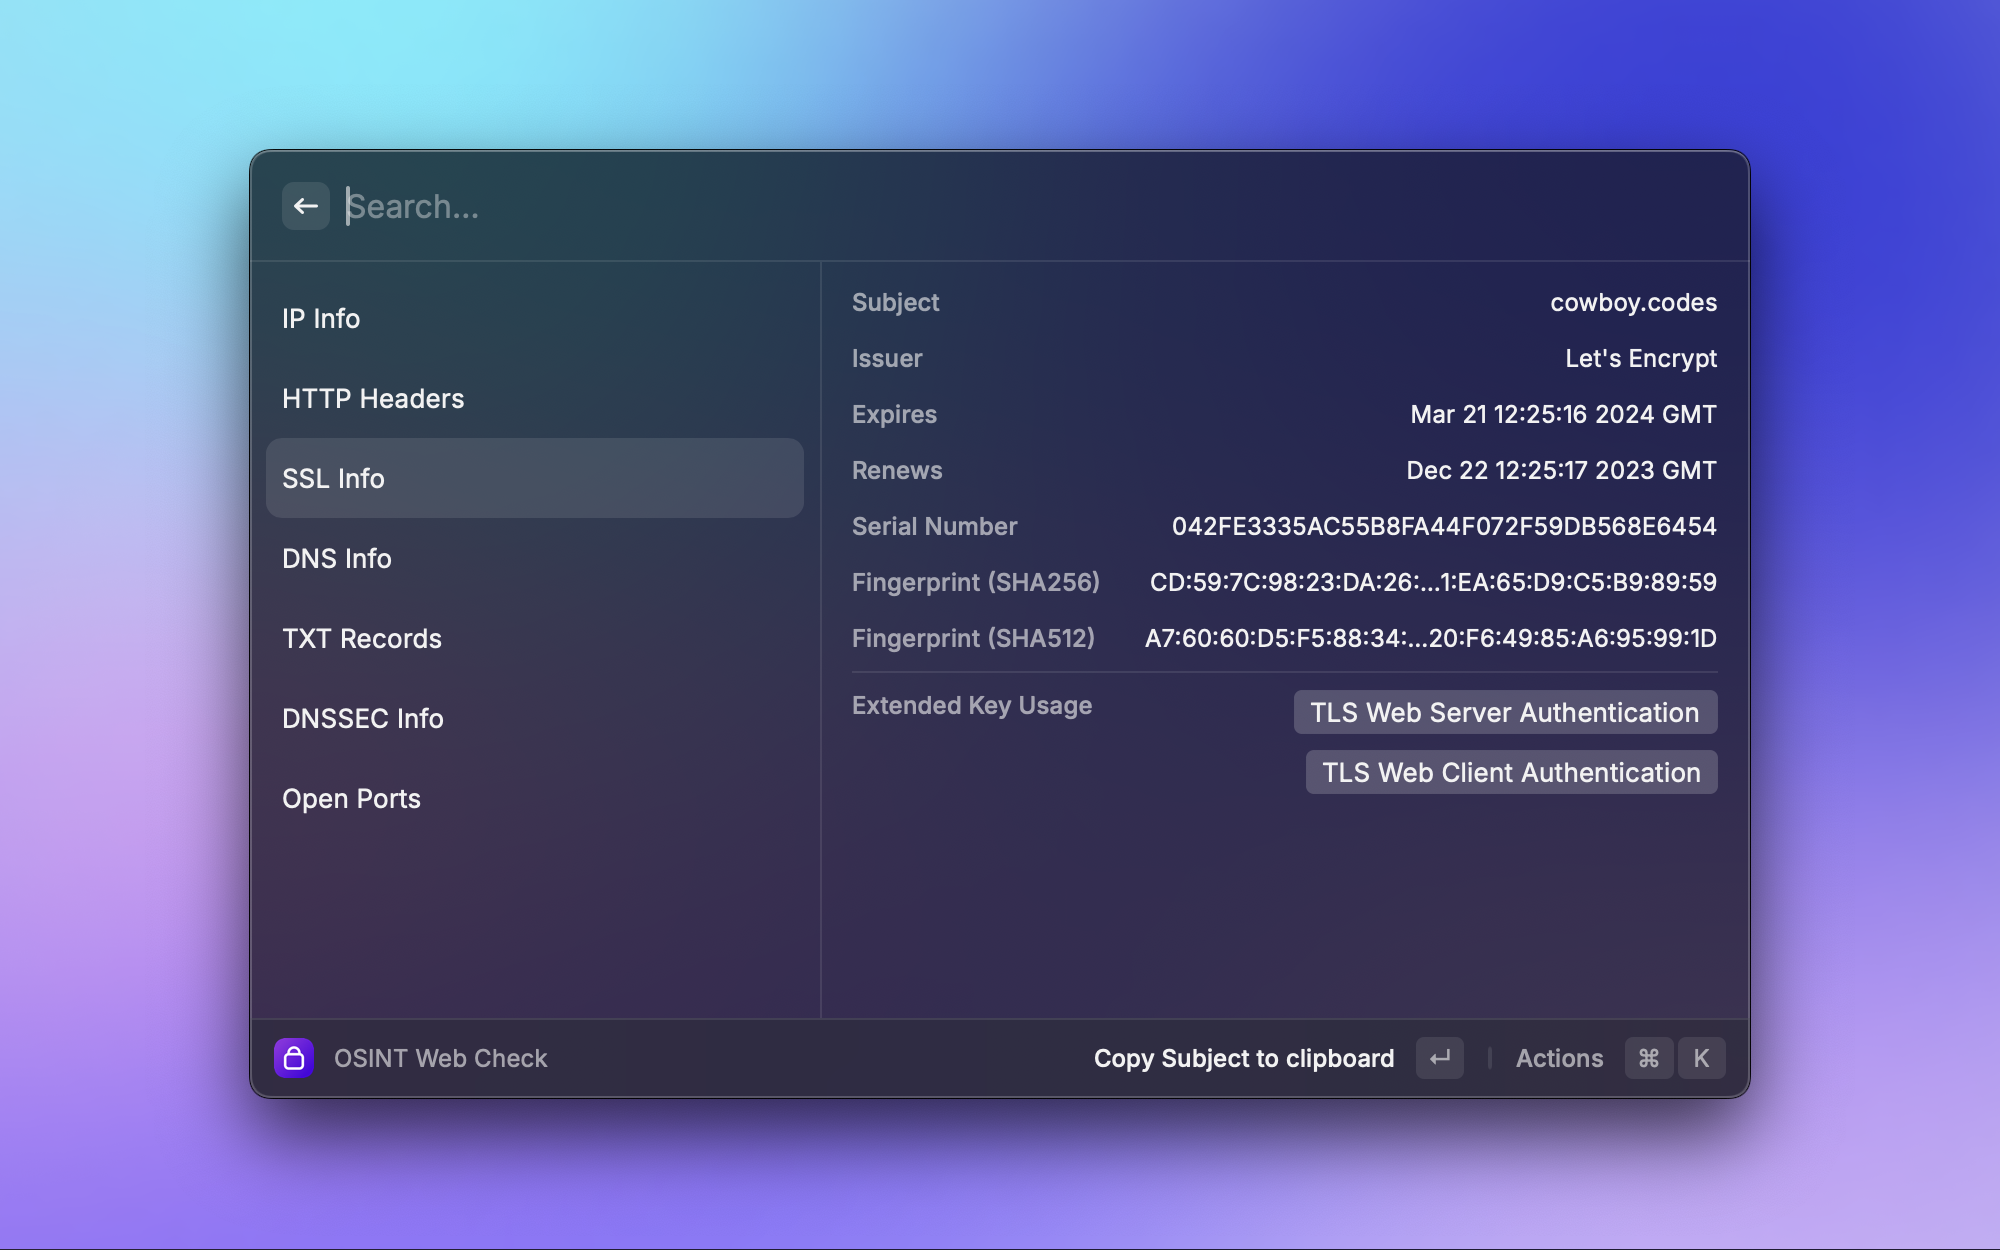 Search...
IP Info
HTTP Headers
SSL Info
DNS Info
TXT Records
DNSSEC Info
Open Ports
Subject cowboy.codes
Issuer Let's Encrypt
Expires Mar 21 12:25:16 2024 GMT
Renews Dec 22 12:25:17 2023 GMT
Serial Number 042FE3335AC55B8FA44F072F59DB568E6454
Fingerprint (SHA256) CD:59:7C:98:23:DA:26:...1:EA:65:D9:C5:B9:89:59
Fingerprint (SHA512) A7:60:60:D5:F5:88:34:...20:F6:49:85:A6:95:99:1D
Extended Key Usage TLS Web Server Authentication
TLS Web Client Authentication
OSINT Web Check Copy Subject to clipboard ↵ | Actions ⌘ K